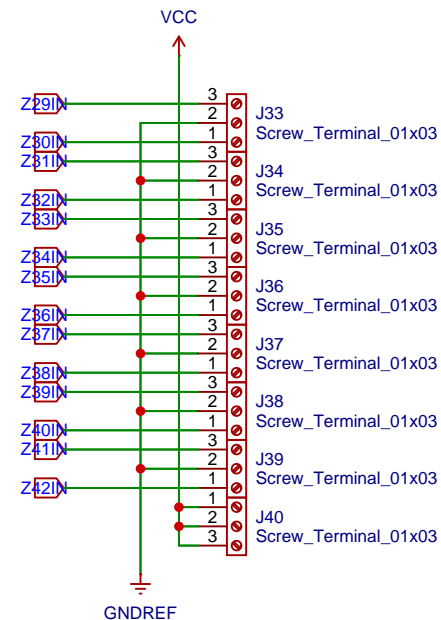 VCC
Z29IN
3
2
J33
Z30IN
1
Screw_Terminal_01x03
Z31IN
3
2
J34
Z32IN
1
Screw_Terminal_01x03
Z33IN
3
2
J35
Z34IN
1
Screw_Terminal_01x03
Z35IN
3
2
J36
Z36IN
1
Screw_Terminal_01x03
Z37IN
3
2
J37
Z38IN
1
Screw_Terminal_01x03
Z39IN
3
2
J38
Z40IN
1
Screw_Terminal_01x03
Z41IN
3
2
J39
Z42IN
1
Screw_Terminal_01x03
1
2
J40
3
Screw_Terminal_01x03
GNDREF